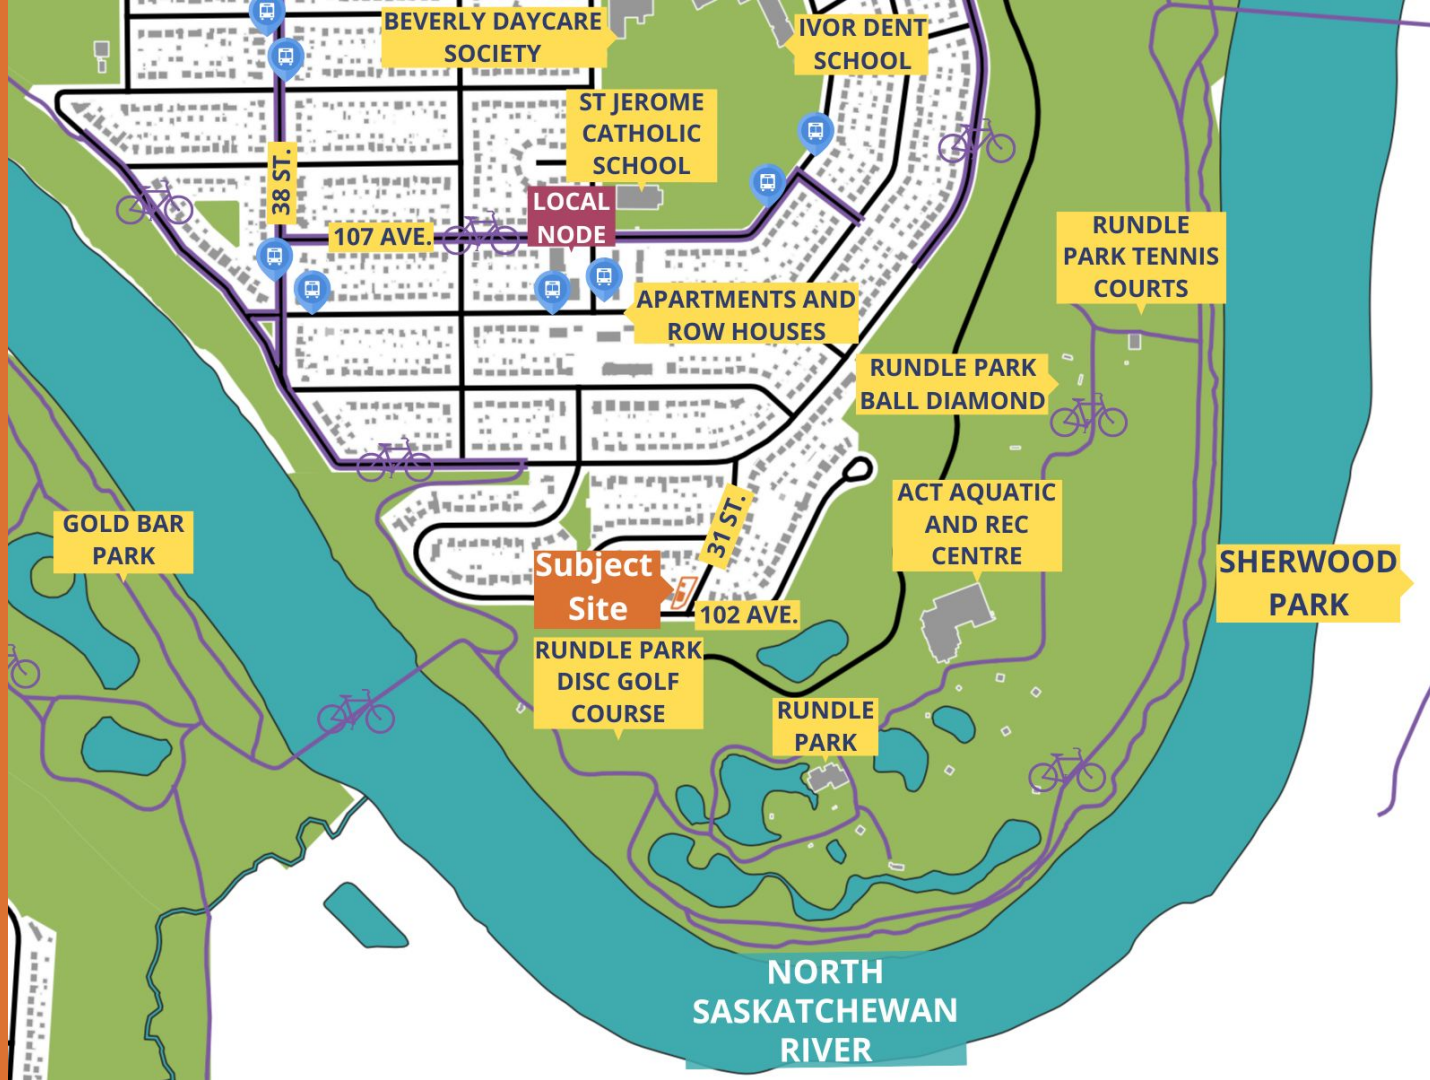 BEVERLY DAYCARE
SOCIETY
IVOR DENT
SCHOOL
ST JEROME
CATHOLIC
SCHOOL
38 ST.
LOCAL
NODE
107 AVE.
RUNDLE
PARK TENNIS
COURTS
APARTMENTS AND
ROW HOUSES
RUNDLE PARK
BALL DIAMOND
ACT AQUATIC
AND REC
CENTRE
31 ST.
GOLD BAR
PARK
SHERWOOD
PARK
Subject
Site
102 AVE.
RUNDLE PARK
DISC GOLF
COURSE
RUNDLE
PARK
NORTH
SASKATCHEWAN
RIVER